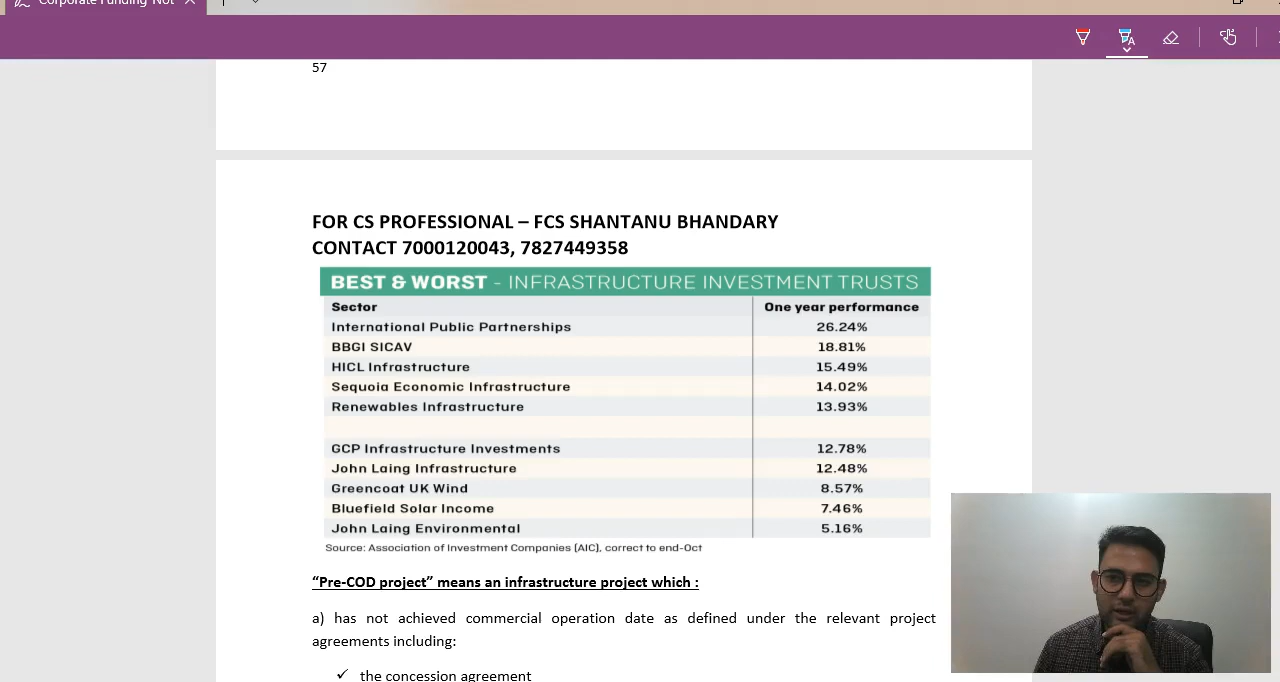 Corporate Funding-Not
57
FOR CS PROFESSIONAL – FCS SHANTANU BHANDARY
CONTACT 7000120043, 7827449358
BEST & WORST - INFRASTRUCTURE INVESTMENT TRUSTS
Sector One year performance
International Public Partnerships 26.24%
BBGI SICAV 18.81%
HICL Infrastructure 15.49%
Sequoia Economic Infrastructure 14.02%
Renewables Infrastructure 13.93%
GCP Infrastructure Investments 12.78%
John Laing Infrastructure 12.48%
Greencoat UK Wind 8.57%
Bluefield Solar Income 7.46%
John Laing Environmental 5.16%
Source: Association of Investment Companies (AIC), correct to end-Oct
“Pre-COD project” means an infrastructure project which :
a) has not achieved commercial operation date as defined under the relevant project
agreements including:
✓ the concession agreement